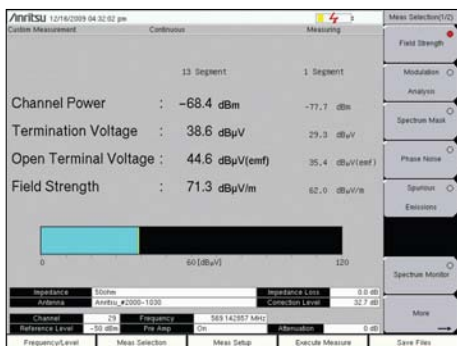 Anritsu 12/16/2009 04:32:02 pm
Custom Measurement Continuous Measuring
Meas Selection(1/2)
Field Strength
13 Segment 1 Segment
Modulation Analysis
Channel Power : -68.4 dBm -77.7 dBm
Termination Voltage : 38.6 dBµV 29.3 dBµV
Spectrum Mask
Open Terminal Voltage : 44.6 dBµV(emf) 35.4 dBµV(emf)
Phase Noise
Field Strength : 71.3 dBµV/m 62.0 dBµV/m
Spurious Emissions
0 60 [dBµV] 120
Spectrum Monitor
Impedance 50ohm Impedance Loss 0.0 dB
Antenna Anritsu_#2000-1030 Correction Level 32.7 dB
Channel 29 Frequency 569.142857 MHz
More
Reference Level -50 dBm Pre Amp On Attenuation 0 dB
Frequency/Level Meas Selection Meas Setup Execute Measure Save Files